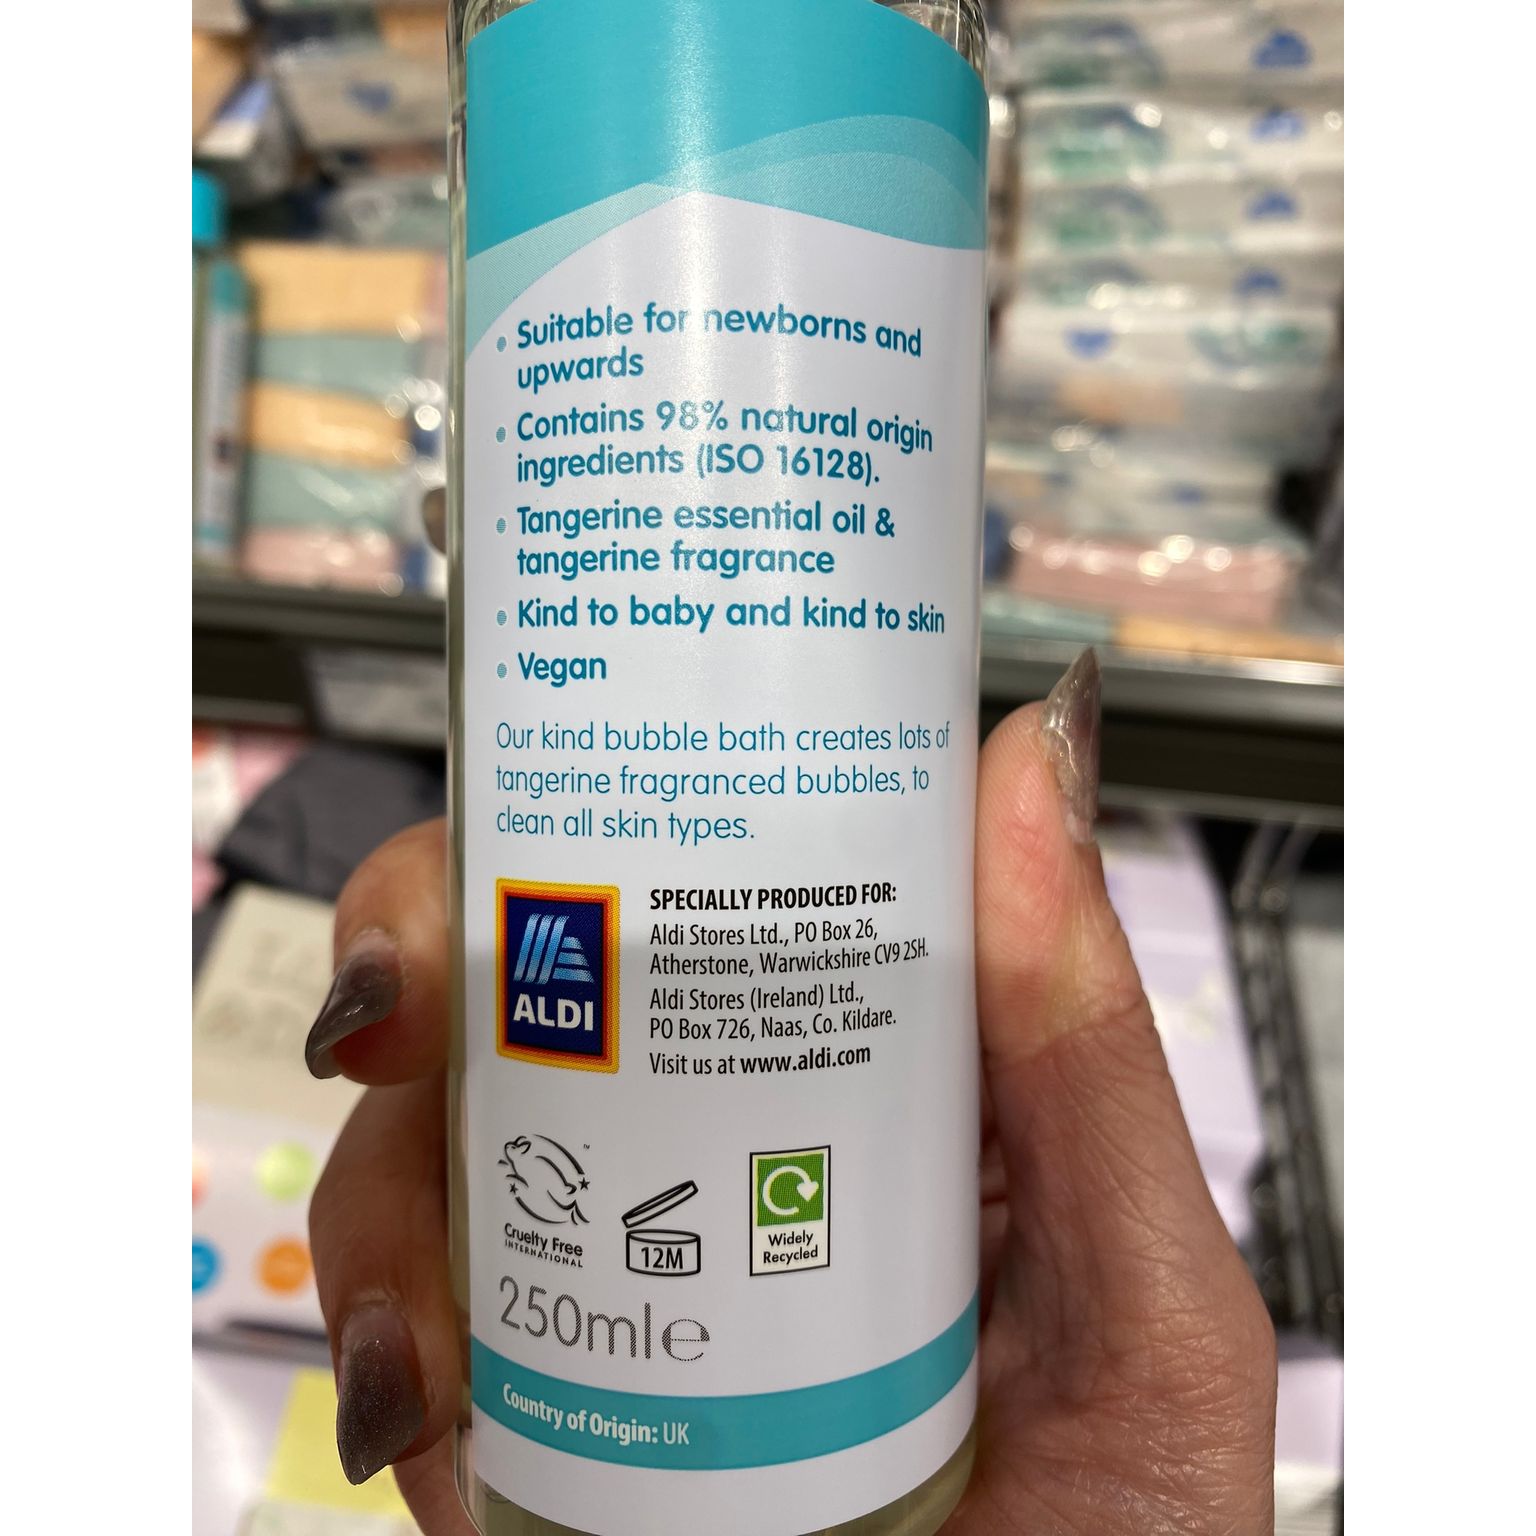 Suitable for newborns and
upwards
Contains 98% natural origin
ingredients (ISO 16128).
Tangerine essential oil &
tangerine fragrance
Kind to baby and kind to skin
Vegan
Our kind bubble bath creates lots of
tangerine fragranced bubbles, to
clean all skin types.
ALDI
SPECIALLY PRODUCED FOR:
Aldi Stores Ltd., PO Box 26,
Atherstone, Warwickshire CV9 2SH.
Aldi Stores (Ireland) Ltd.,
PO Box 726, Naas, Co. Kildare.
Visit us at www.aldi.com
Cruelty Free
INTERNATIONAL
™
12M
Widely
Recycled
250ml℮
Country of Origin: UK